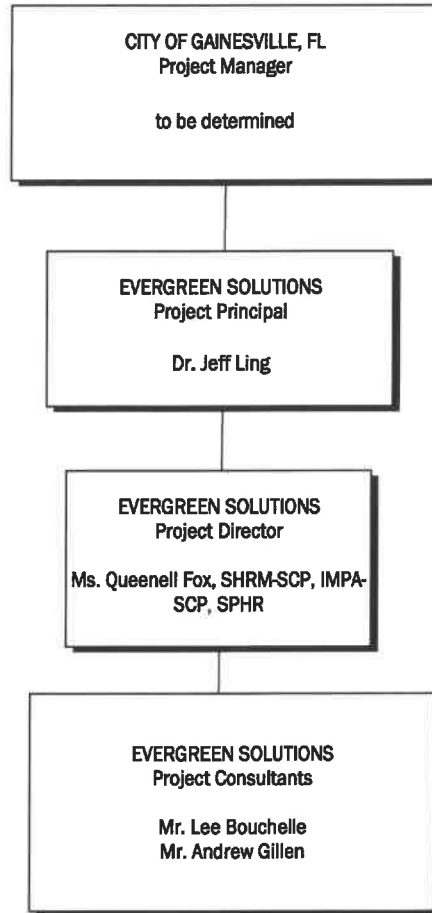 CITY OF GAINESVILLE, FL
Project Manager
to be determined
EVERGREEN SOLUTIONS
Project Principal
Dr. Jeff Ling
EVERGREEN SOLUTIONS
Project Director
Ms. Queenell Fox, SHRM-SCP, IMPA-
SCP, SPHR
EVERGREEN SOLUTIONS
Project Consultants
Mr. Lee Bouchelle
Mr. Andrew Gillen